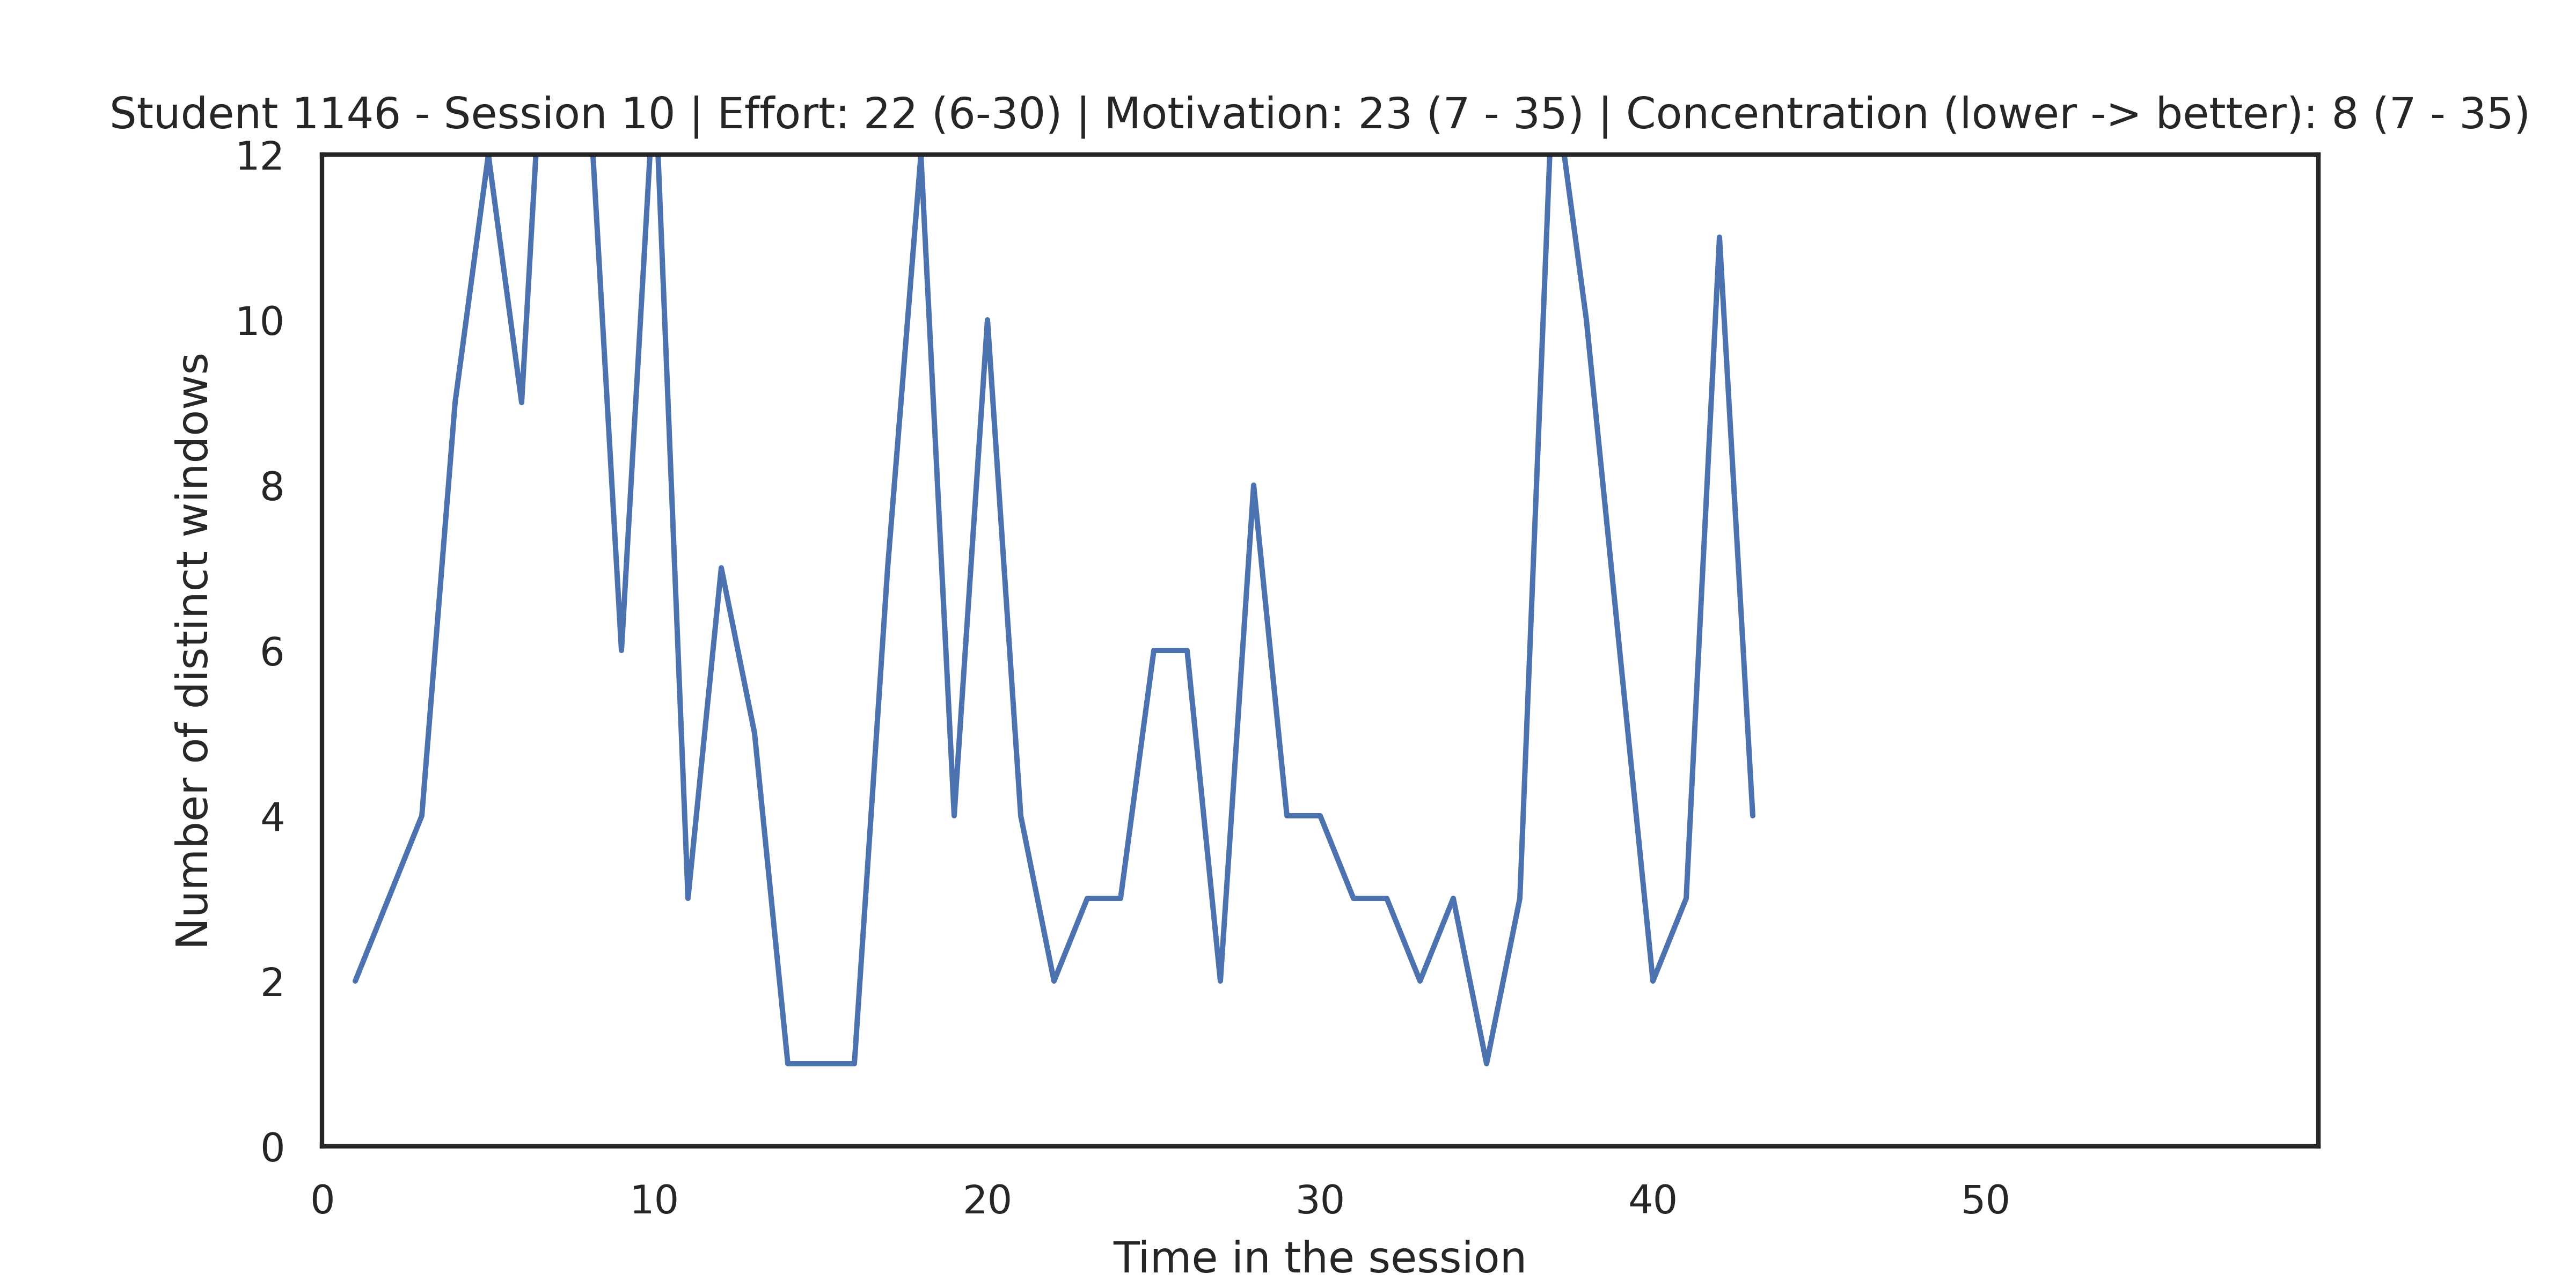 Student 1146 - Session 10 | Effort: 22 (6-30) | Motivation: 23 (7 - 35) | Concentration (lower -> better): 8 (7 - 35)
12
10
8
6
4
2
0
Number of distinct windows
0 10 20 30 40 50
Time in the session